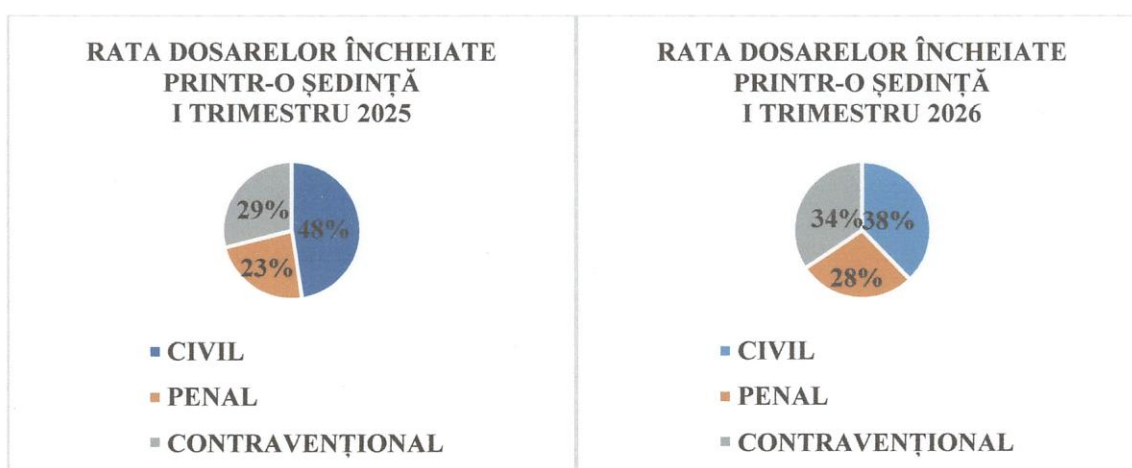 RATA DOSARELOR ÎNCHEIATE
PRINTR-O ȘEDINȚĂ
I TRIMESTRU 2025
29%
48%
23%
CIVIL
PENAL
CONTRAVENȚIONAL
RATA DOSARELOR ÎNCHEIATE
PRINTR-O ȘEDINȚĂ
I TRIMESTRU 2026
34%
38%
28%
CIVIL
PENAL
CONTRAVENȚIONAL